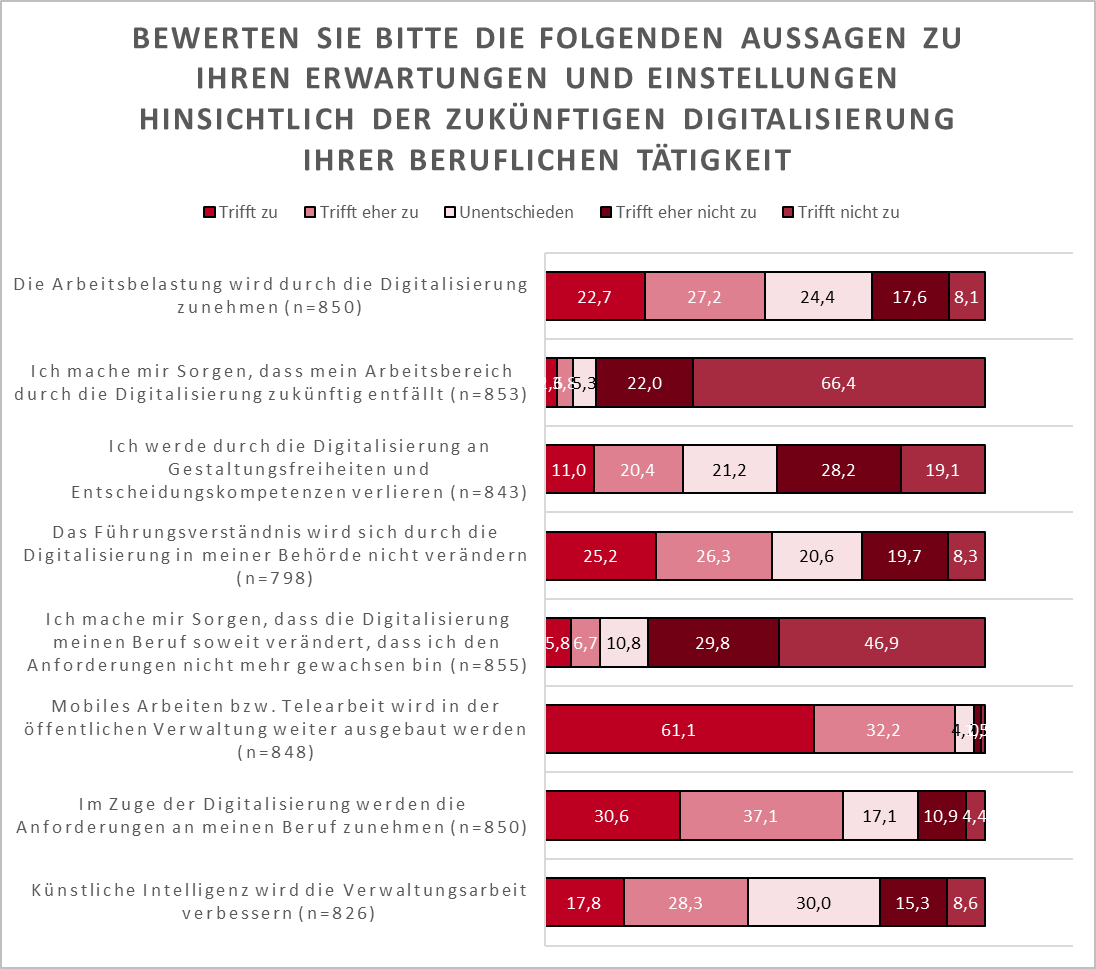 BEWERTEN SIE BITTE DIE FOLGENDEN AUSSAGEN ZU
IHREN ERWARTUNGEN UND EINSTELLUNGEN
HINSICHTLICH DER ZUKÜNFTIGEN DIGITALISIERUNG
IHRER BERUFLICHEN TÄTIGKEIT
Trifft zu Trifft eher zu Unentschieden Trifft eher nicht zu Trifft nicht zu
Die Arbeitsbelastung wird durch die Digitalisierung
zunehmen (n=850)
22,7 27,2 24,4 17,6 8,1
Ich mache mir Sorgen, dass mein Arbeitsbereich
durch die Digitalisierung zukünftig entfällt (n=853)
5,3 22,0 66,4
Ich werde durch die Digitalisierung an
Gestaltungsfreiheiten und
Entscheidungskompetenzen verlieren (n=843)
11,0 20,4 21,2 28,2 19,1
Das Führungsverständnis wird sich durch die
Digitalisierung in meiner Behörde nicht verändern
(n=798)
25,2 26,3 20,6 19,7 8,3
Ich mache mir Sorgen, dass die Digitalisierung
meinen Beruf soweit verändert, dass ich den
Anforderungen nicht mehr gewachsen bin (n=855)
5,8 6,7 10,8 29,8 46,9
Mobiles Arbeiten bzw. Telearbeit wird in der
öffentlichen Verwaltung weiter ausgebaut werden
(n=848)
61,1 32,2
Im Zuge der Digitalisierung werden die
Anforderungen an meinen Beruf zunehmen (n=850)
30,6 37,1 17,1 10,9 4,4
Künstliche Intelligenz wird die Verwaltungsarbeit
verbessern (n=826)
17,8 28,3 30,0 15,3 8,6